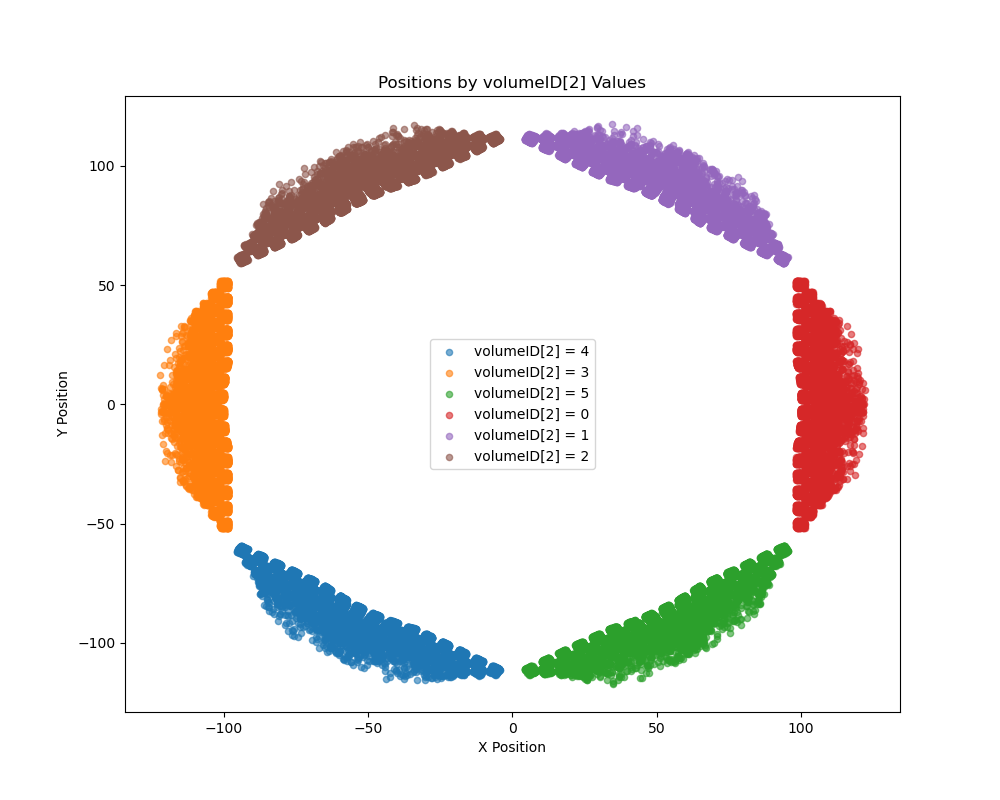 Positions by volumeID[2] Values
100
50
0
−50
−100
Y Position
volumeID[2] = 4
volumeID[2] = 3
volumeID[2] = 5
volumeID[2] = 0
volumeID[2] = 1
volumeID[2] = 2
−100
−50
0
50
100
X Position